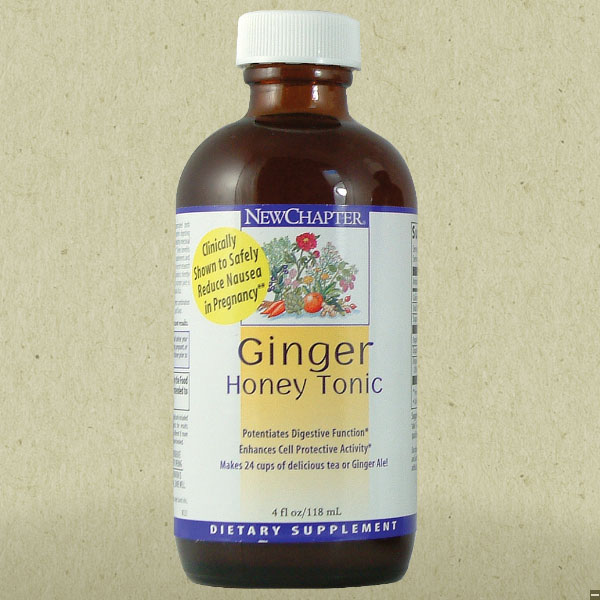 NEWCHAPTER®
Clinically
Shown to Safely
Reduce Nausea
in Pregnancy**
Ginger
HONEY TONIC
Potentiates Digestive Function*
Enhances Cell Protective Activity*
Makes 24 cups of delicious tea or Ginger Ale!
4 fl oz/118 mL
DIETARY SUPPLEMENT